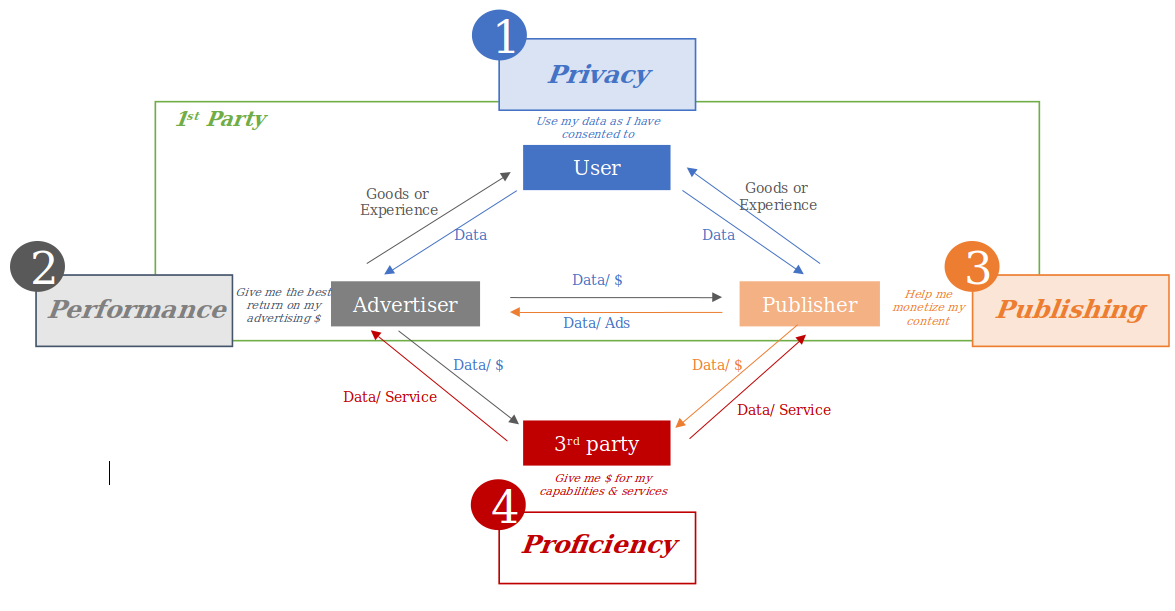 1
Privacy
1st Party
Use my data as I have
consented to
User
Goods or
Experience
Goods or
Experience
Data
Data
2
Performance
Give me the best
return on my
advertising $
Advertiser
Data/ $
Data/ Ads
Publisher
Help me
monetize my
content
3
Publishing
Data/ $
Data/ $
Data/ Service
Data/ Service
3rd party
Give me $ for my
capabilities & services
4
Proficiency